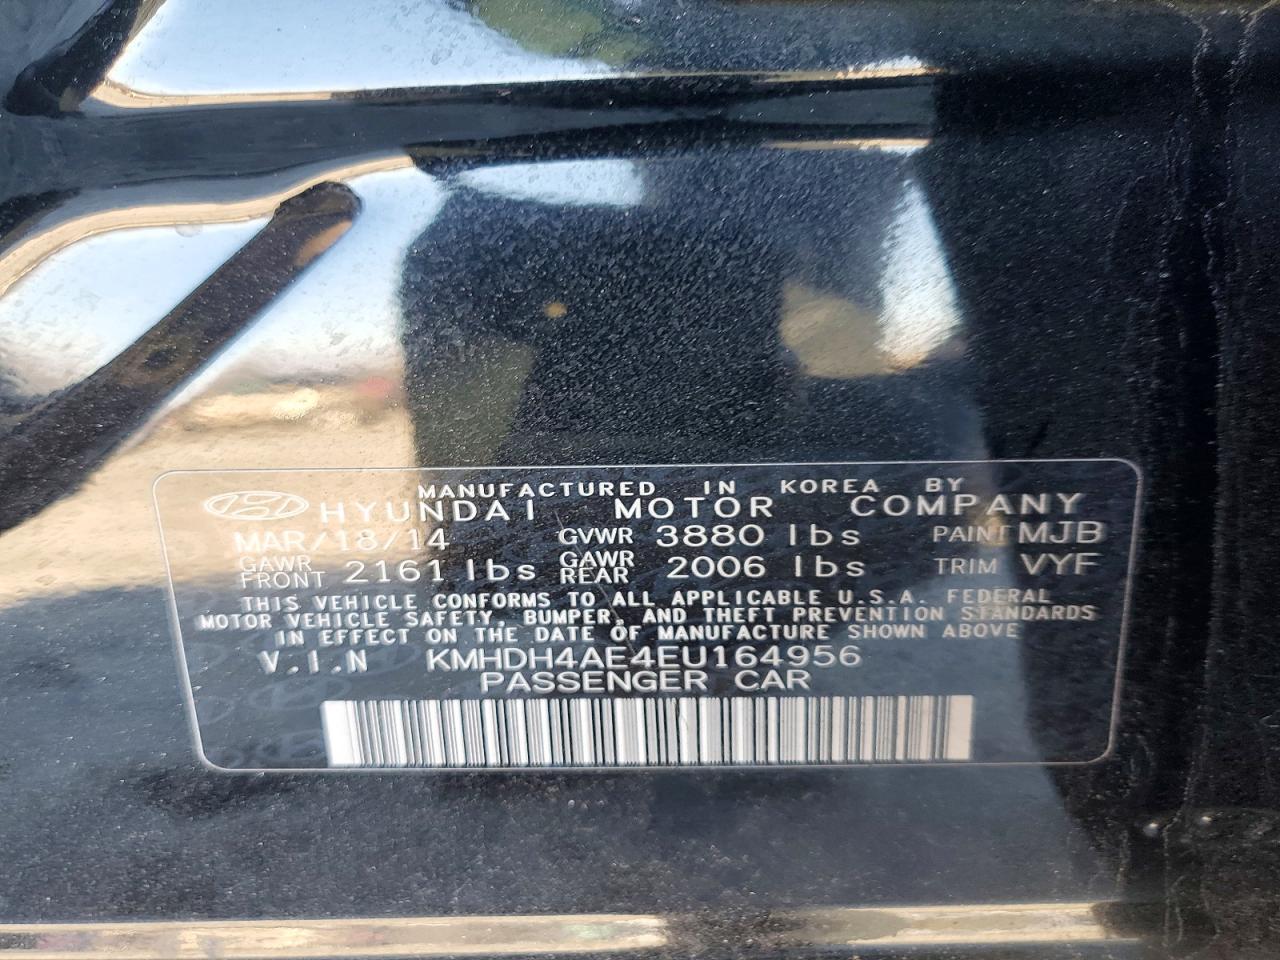 MANUFACTURED IN KOREA BY
HYUNDAI MOTOR COMPANY
MAR/18/14 GVWR 3880 lbs PAINT MJB
GAWR FRONT 2161 lbs GAWR REAR 2006 lbs TRIM VYF
THIS VEHICLE CONFORMS TO ALL APPLICABLE U.S.A. FEDERAL
MOTOR VEHICLE SAFETY, BUMPER, AND THEFT PREVENTION STANDARDS
IN EFFECT ON THE DATE OF MANUFACTURE SHOWN ABOVE
V.I.N KMHDH4AE4EU164956
PASSENGER CAR